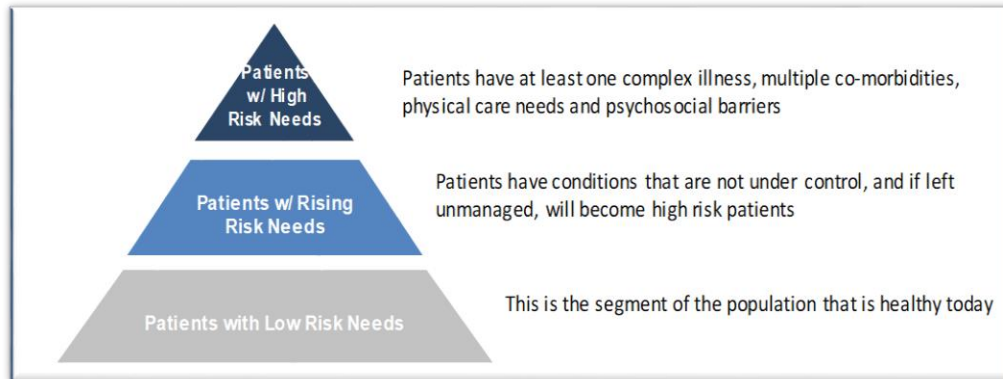 Patients
w/ High
Risk Needs
Patients have at least one complex illness, multiple co-morbidities,
physical care needs and psychosocial barriers
Patients w/ Rising
Risk Needs
Patients have conditions that are not under control, and if left
unmanaged, will become high risk patients
Patients with Low Risk Needs
This is the segment of the population that is healthy today